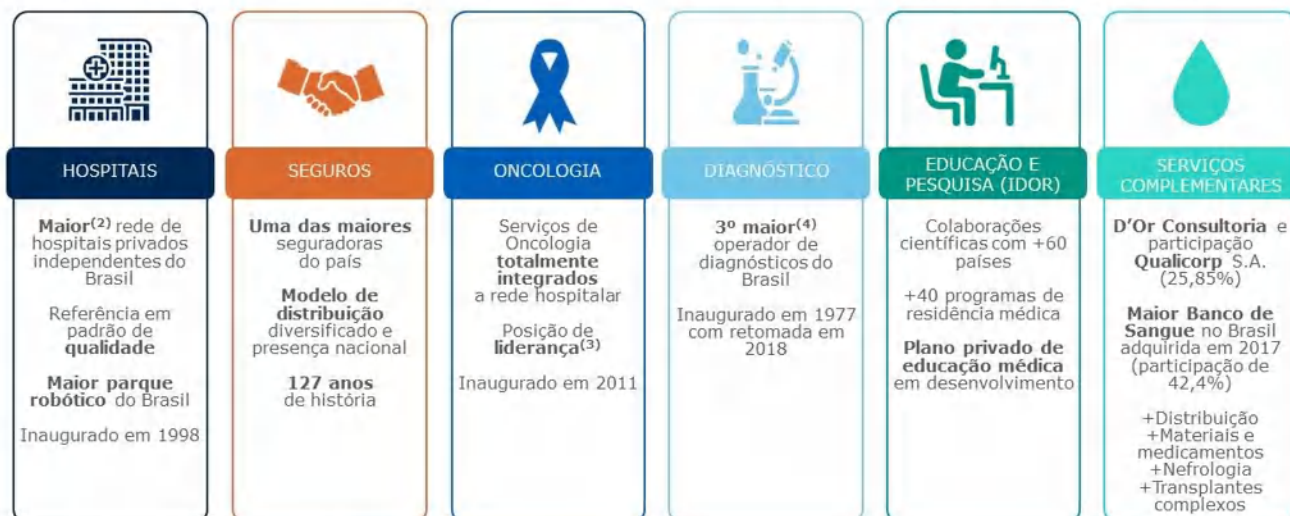 HOSPITAIS
Maior(2) rede de
hospitais privados
independentes do
Brasil
Referência em
padrão de
qualidade
Maior parque
robótico do Brasil
Inaugurado em 1998
SEGUROS
Uma das maiores
seguradoras
do país
Modelo de
distribuição
diversificado e
presença nacional
127 anos
de história
ONCOLOGIA
Serviços de
Oncologia
totalmente
integrados
a rede hospitalar
Posição de
liderança(3)
Inaugurado em 2011
DIAGNÓSTICO
3º maior(4)
operador de
diagnósticos do
Brasil
Inaugurado em 1977
com retomada em
2018
EDUCAÇÃO E
PESQUISA (IDOR)
Colaborações
científicas com +60
países
+40 programas de
residência médica
Plano privado de
educação médica
em desenvolvimento
SERVIÇOS
COMPLEMENTARES
D'Or Consultoria e
participação
Qualicorp S.A.
(25,85%)
Maior Banco de
Sangue no Brasil
adquirida em 2017
(participação de
42,4%)
+Distribuição
+Materiais e
medicamentos
+Nefrologia
+Transplantes
complexos